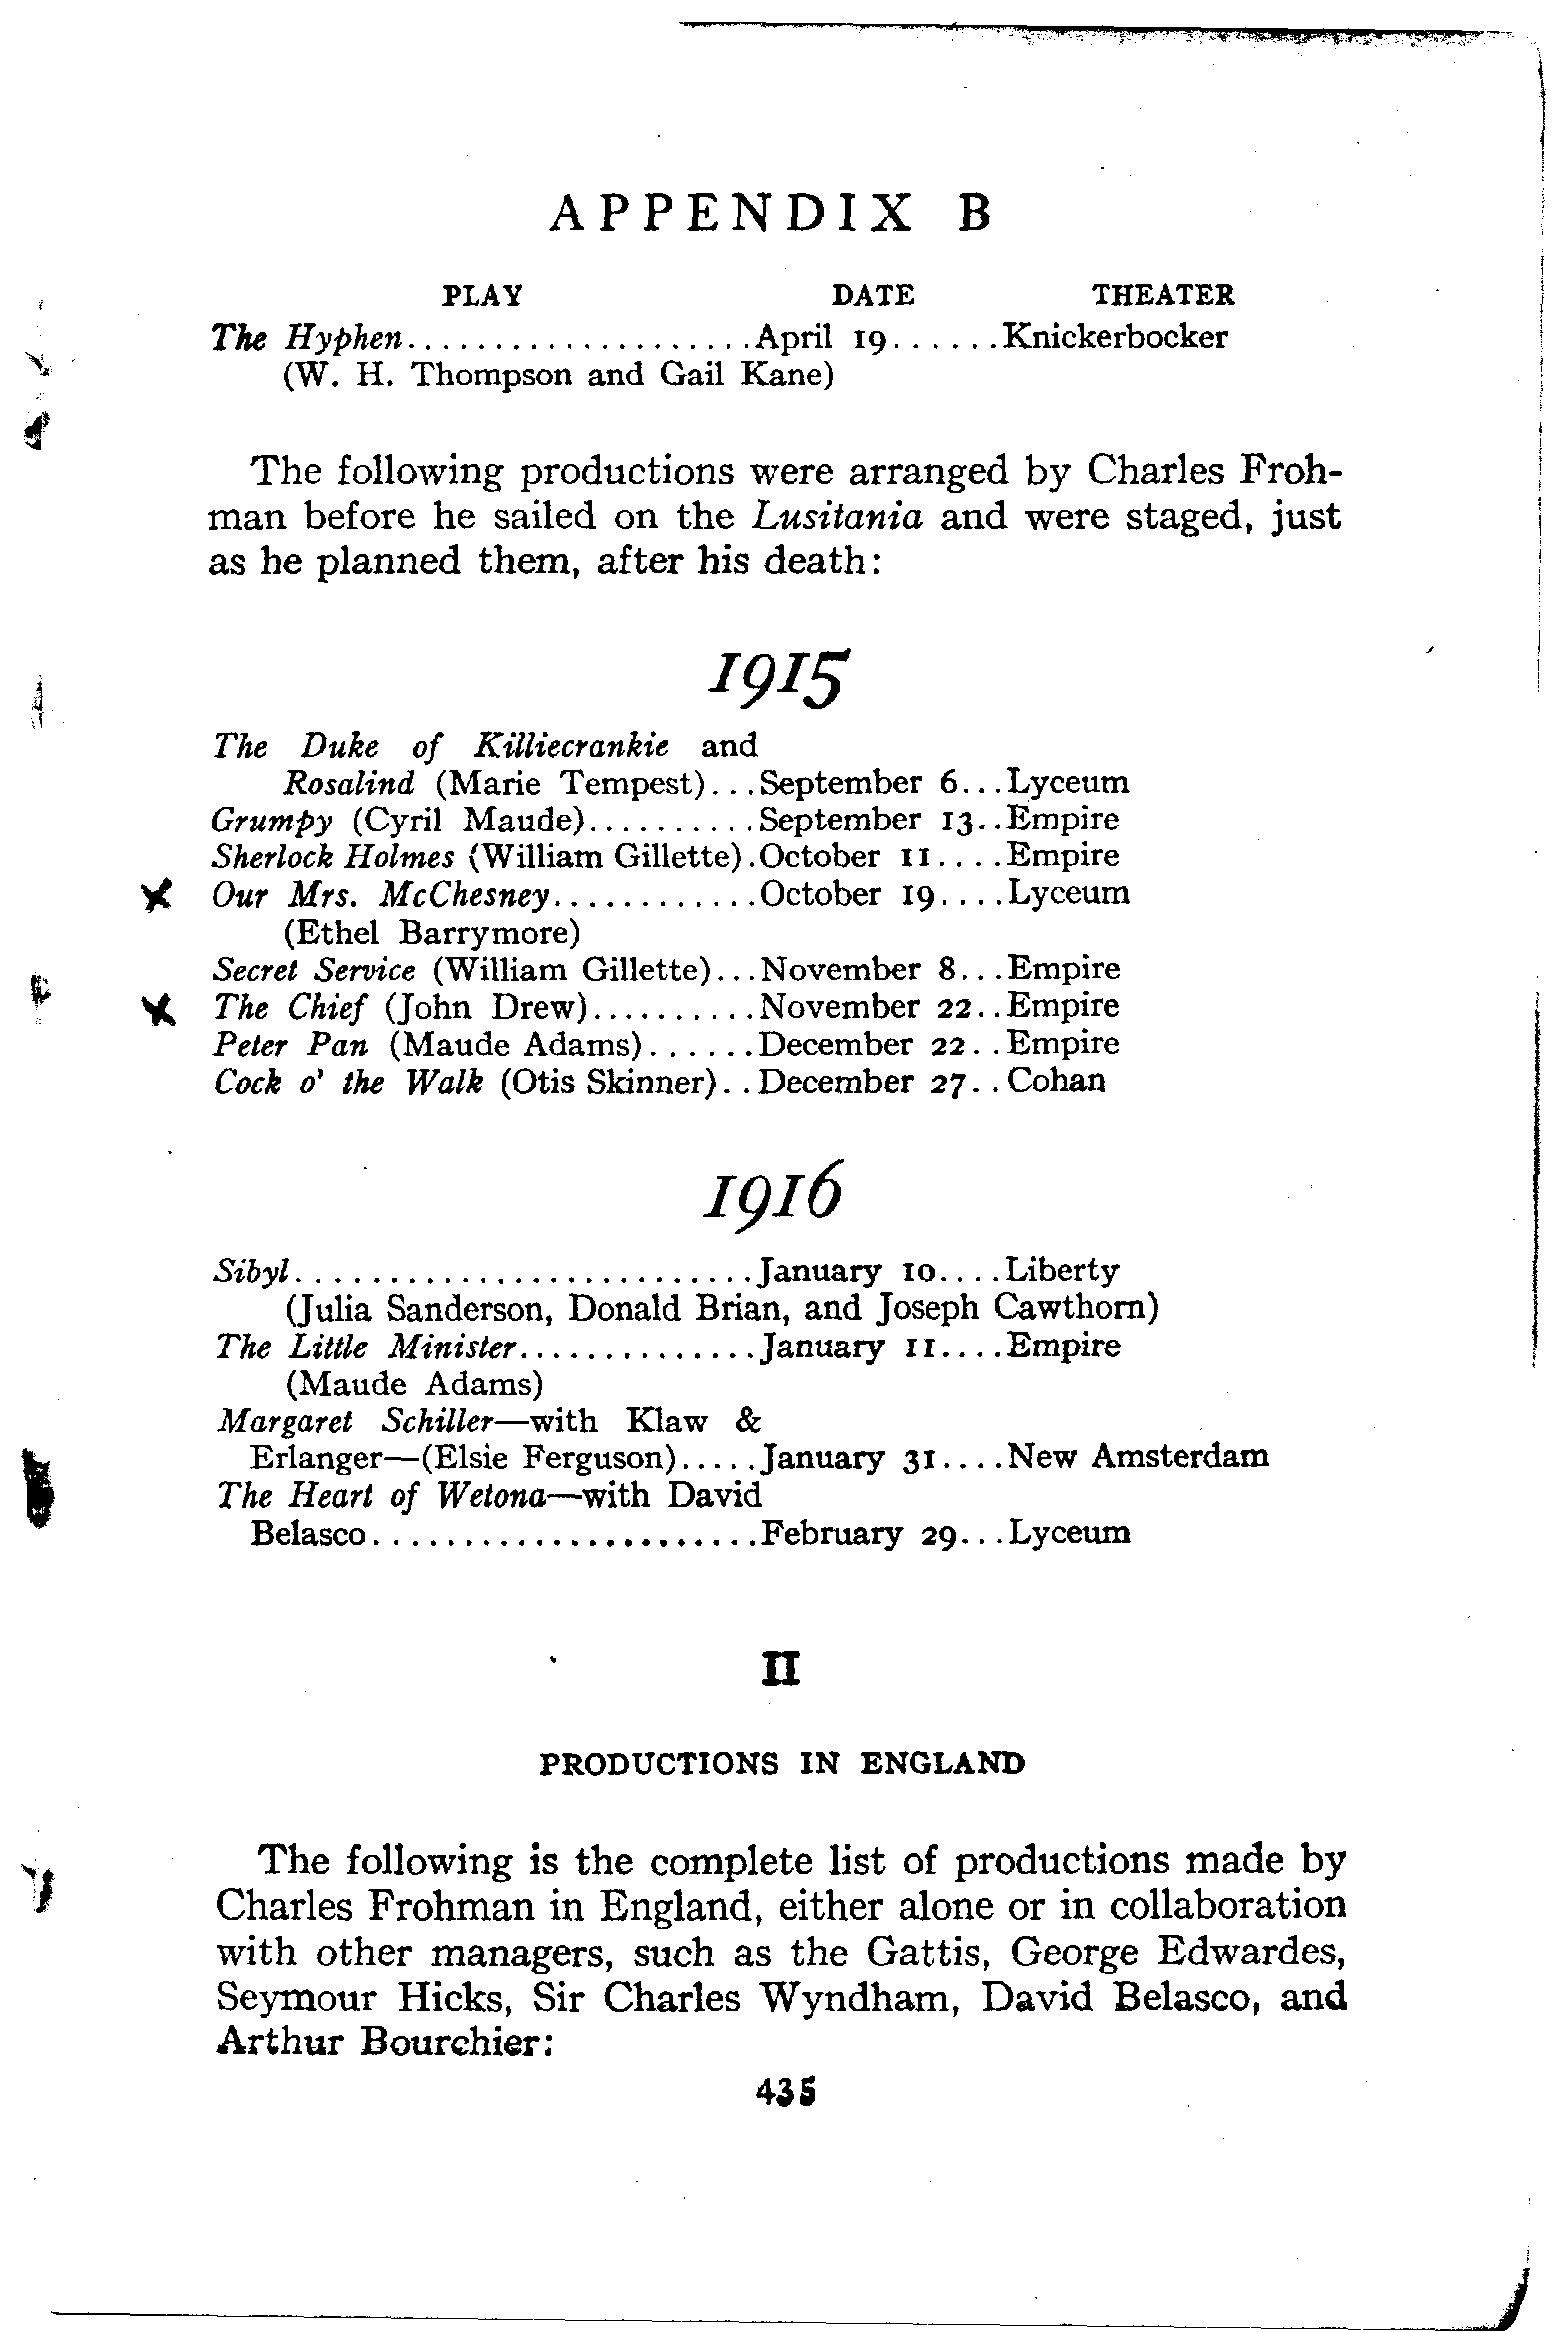 APPENDIX B
PLAY DATE THEATER
The Hyphen....................April 19......Knickerbocker
(W. H. Thompson and Gail Kane)
The following productions were arranged by Charles Froh-
man before he sailed on the Lusitania and were staged, just
as he planned them, after his death:
1915
The Duke of Killiecrankie and
Rosalind (Marie Tempest)...September 6...Lyceum
Grumpy (Cyril Maude)..........September 13..Empire
Sherlock Holmes (William Gillette).October 11....Empire
Our Mrs. McChesney............October 19....Lyceum
(Ethel Barrymore)
Secret Service (William Gillette)...November 8...Empire
The Chief (John Drew)..........November 22..Empire
Peter Pan (Maude Adams)......December 22..Empire
Cock o' the Walk (Otis Skinner)..December 27..Cohan
1916
Sibyl.........................January 10....Liberty
(Julia Sanderson, Donald Brian, and Joseph Cawthorn)
The Little Minister..............January 11....Empire
(Maude Adams)
Margaret Schiller—with Klaw &
Erlanger—(Elsie Ferguson).....January 31....New Amsterdam
The Heart of Wetona—with David
Belasco......................February 29...Lyceum
II
PRODUCTIONS IN ENGLAND
The following is the complete list of productions made by
Charles Frohman in England, either alone or in collaboration
with other managers, such as the Gattis, George Edwardes,
Seymour Hicks, Sir Charles Wyndham, David Belasco, and
Arthur Bourchier:
435